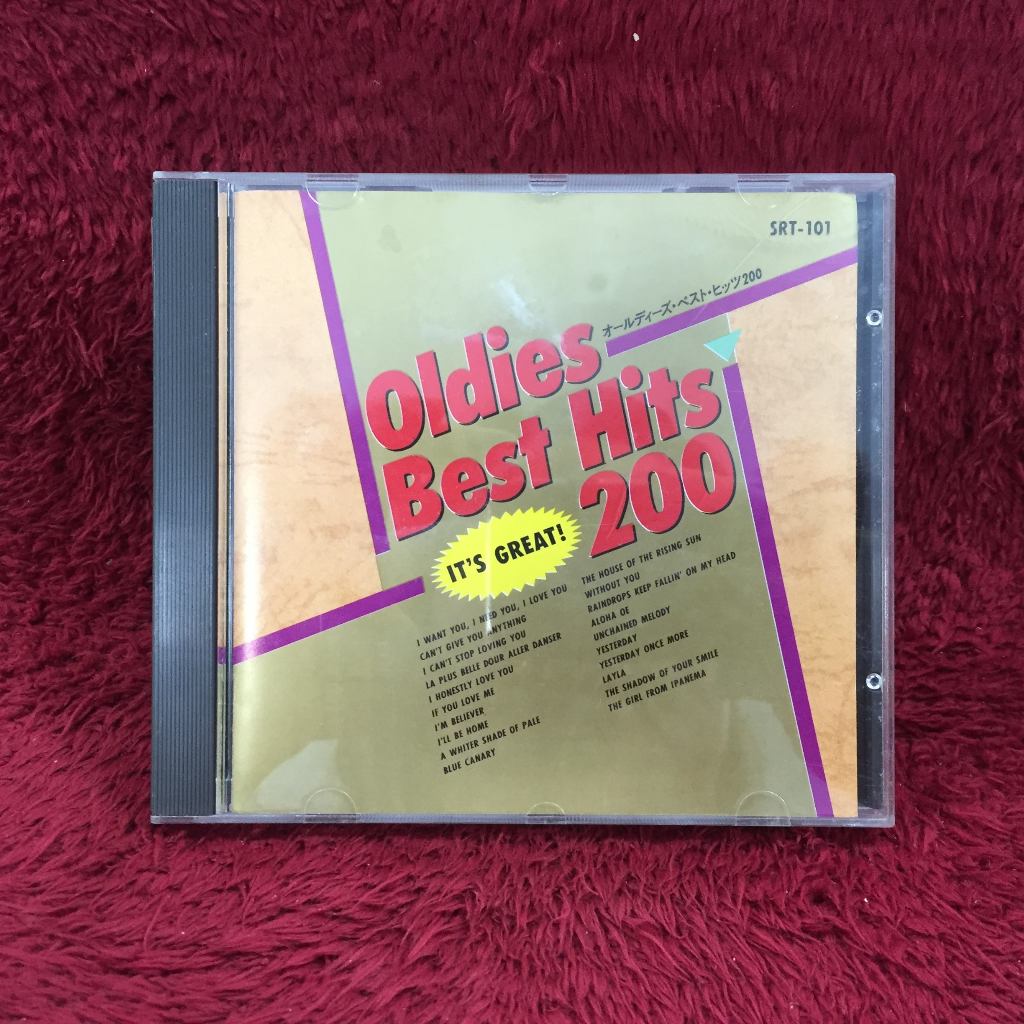 SRT-101
オールディーズ・ベスト・ヒッツ200
Oldies
Best Hits
200
IT'S GREAT!
I WANT YOU, I NEED YOU, I LOVE YOU
CAN'T GIVE YOU ANYTHING
I CAN'T STOP LOVING YOU
LA PLUS BELLE DOUR ALLER DANSER
I HONESTLY LOVE YOU
IF YOU LOVE ME
I'M BELIEVER
I'LL BE HOME
A WHITER SHADE OF PALE
BLUE CANARY
THE HOUSE OF THE RISING SUN
WITHOUT YOU
RAINDROPS KEEP FALLIN' ON MY HEAD
ALOHA OE
UNCHAINED MELODY
YESTERDAY
YESTERDAY ONCE MORE
LAYLA
THE SHADOW OF YOUR SMILE
THE GIRL FROM IPANEMA